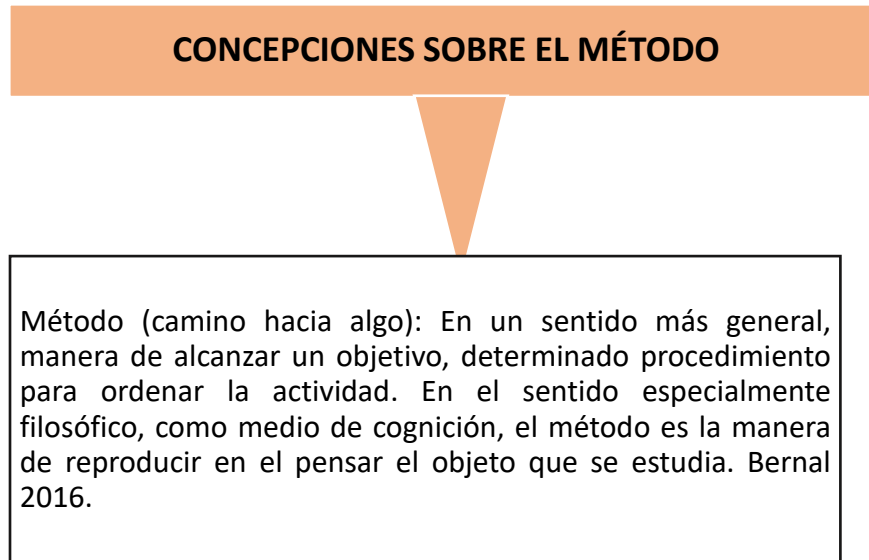 CONCEPCIONES SOBRE EL MÉTODO
Método (camino hacia algo): En un sentido más general,
manera de alcanzar un objetivo, determinado procedimiento
para ordenar la actividad. En el sentido especialmente
filosófico, como medio de cognición, el método es la manera
de reproducir en el pensar el objeto que se estudia. Bernal
2016.